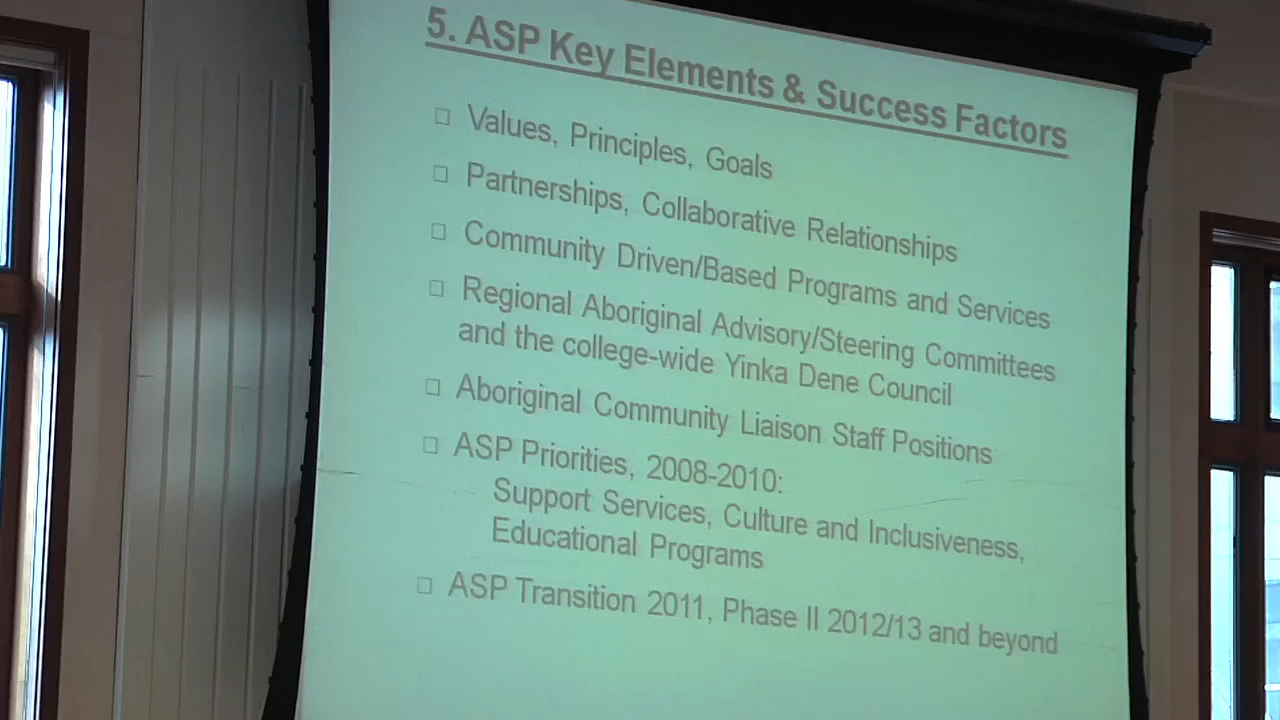 5. ASP Key Elements & Success Factors
Values, Principles, Goals
Partnerships, Collaborative Relationships
Community Driven/Based Programs and Services
Regional Aboriginal Advisory/Steering Committees
and the college-wide Yinka Dene Council
Aboriginal Community Liaison Staff Positions
ASP Priorities, 2008-2010:
Support Services, Culture and Inclusiveness,
Educational Programs
ASP Transition 2011, Phase II 2012/13 and beyond